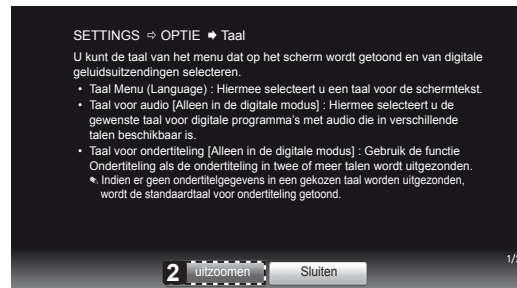 SETTINGS ⇨ OPTIE ➡ Taal
U kunt de taal van het menu dat op het scherm wordt getoond en van digitale
geluidsuitzendingen selecteren.
• Taal Menu (Language) : Hiermee selecteert u een taal voor de schermtekst.
• Taal voor audio [Alleen in de digitale modus] : Hiermee selecteert u de
gewenste taal voor digitale programma's met audio die in verschillende
talen beschikbaar is.
• Taal voor ondertiteling [Alleen in de digitale modus] : Gebruik de functie
Ondertiteling als de ondertiteling in twee of meer talen wordt uitgezonden.
✎ Indien er geen ondertitelgegevens in een gekozen taal worden uitgezonden,
wordt de standaardtaal voor ondertiteling getoond.
1/
2 uitzoomen Sluiten